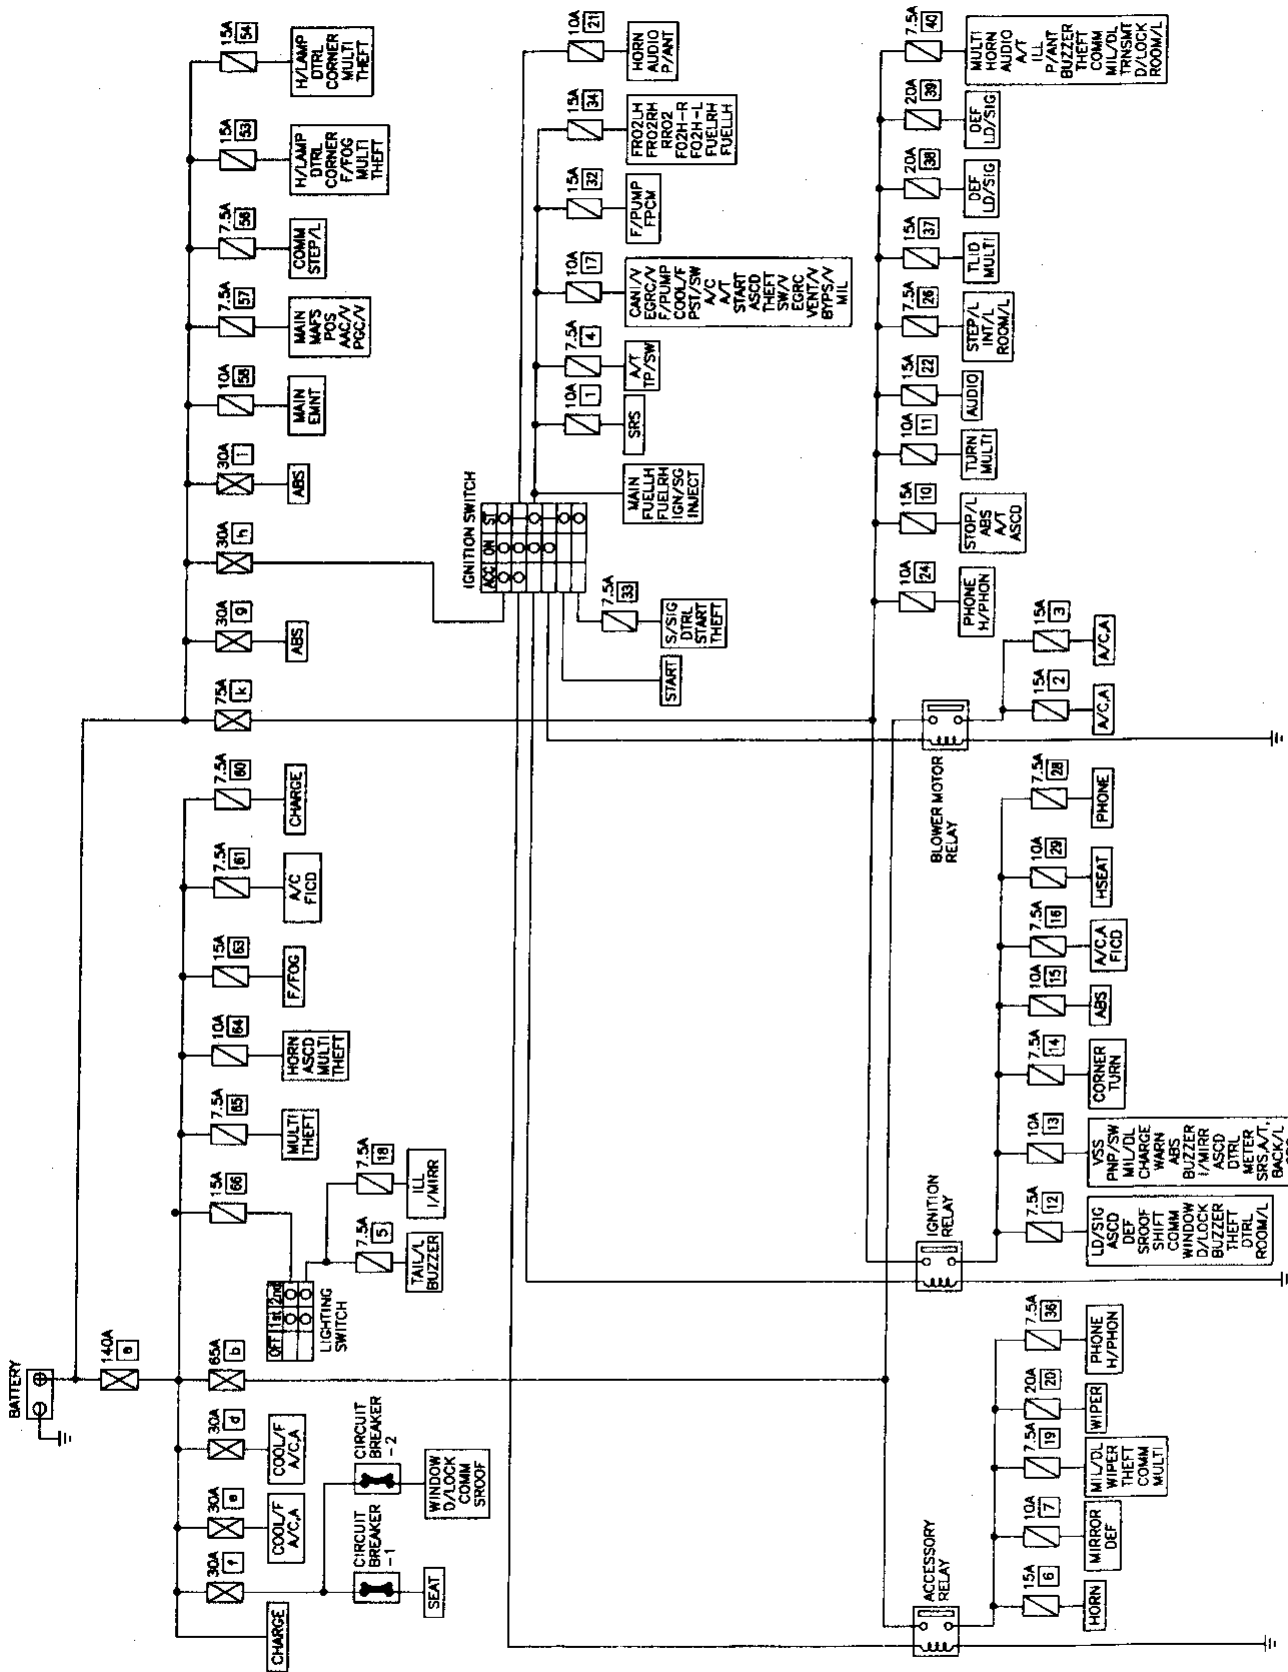 BATTERY
140A
a
CHARGE
30A
f
30A
e
COOL/F
A/C,A
30A
d
COOL/F
A/C,A
65A
b
CIRCUIT
BREAKER
-1
SEAT
CIRCUIT
BREAKER
-2
WINDOW
D/LOCK
COMM
SROOF
15A
66
OFF
1st
2nd
LIGHTING
SWITCH
7.5A
5
TAIL/L
BUZZER
7.5A
18
ILL
I/MIRR
7.5A
65
MULTI
THEFT
10A
64
HORN
ASCD
MULTI
THEFT
15A
63
F/FOG
7.5A
61
A/C
FICD
7.5A
60
CHARGE
75A
k
30A
g
ABS
30A
h
30A
i
ABS
10A
58
MAIN
EMNT
7.5A
57
MAIN
MAFS
POS
AAC/V
PGC/V
7.5A
56
COMM
STEP/L
15A
53
H/LAMP
DTRL
CORNER
F/FOG
MULTI
THEFT
15A
54
H/LAMP
DTRL
CORNER
MULTI
THEFT
IGNITION SWITCH
ACC
ON
ST
START
7.5A
33
S/SIG
DTRL
START
THEFT
MAIN
FUELLH
FUELRH
IGN/SG
INJECT
10A
1
SRS
7.5A
4
A/T
TP/SW
10A
17
CANI/V
EGRC/V
F/PUMP
COOL/F
PST/SW
A/C
A/T
START
ASCD
THEFT
SW/V
EGRC
VENT/V
BYPS/V
MIL
15A
32
F/PUMP
FPCM
15A
34
FRO2LH
FRO2RH
RRO2
FO2H-R
FO2H-L
FUELRH
FUELLH
10A
21
HORN
AUDIO
P/ANT
10A
24
PHONE
H/PHON
15A
10
STOP/L
ABS
A/T
ASCD
10A
11
TURN
MULTI
15A
22
AUDIO
7.5A
26
STEP/L
INT/L
ROOM/L
15A
37
TLID
MULTI
20A
38
DEF
LD/SIG
20A
39
DEF
LD/SIG
7.5A
40
MULTI
HORN
AUDIO
A/T
ILL
P/ANT
BUZZER
THEFT
COMM
MIL/DL
TRNSMT
D/LOCK
ROOM/L
ACCESSORY
RELAY
15A
6
HORN
10A
7
MIRROR
DEF
7.5A
19
MIL/DL
WIPER
THEFT
COMM
MULTI
20A
20
WIPER
7.5A
36
PHONE
H/PHON
IGNITION
RELAY
7.5A
12
LD/SIG
ASCD
DEF
SROOF
SHIFT
COMM
WINDOW
D/LOCK
BUZZER
THEFT
DTRL
ROOM/L
10A
13
VSS
PNP/SW
MIL/DL
CHARGE
WARN
ABS
BUZZER
I/MIRR
ASCD
DTRL
METER
SRS,A/T,
BACK/L
7.5A
14
CORNER
TURN
10A
15
ABS
7.5A
16
A/C,A
FICD
10A
29
HSEAT
7.5A
28
PHONE
BLOWER MOTOR
RELAY
15A
2
A/C,A
15A
3
A/C,A